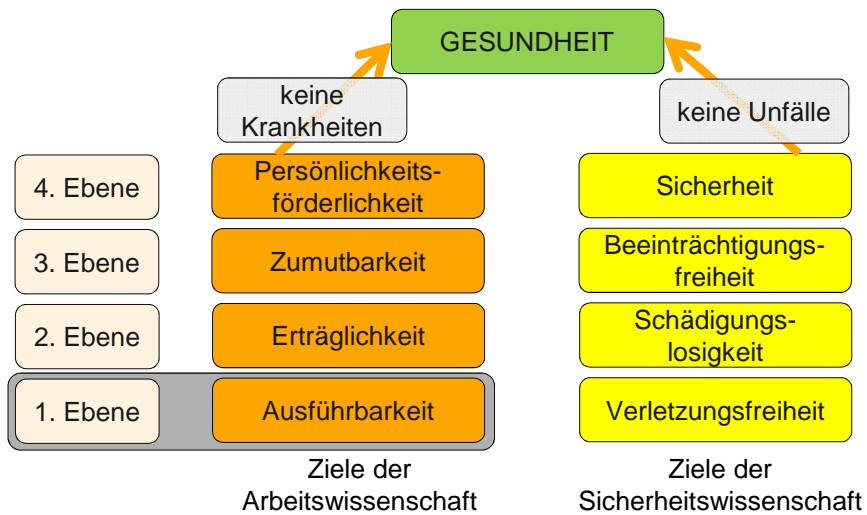 GESUNDHEIT
keine
Krankheiten
keine Unfälle
4. Ebene
Persönlichkeits-
förderlichkeit
Sicherheit
3. Ebene
Zumutbarkeit
Beeinträchtigungs-
freiheit
2. Ebene
Erträglichkeit
Schädigungs-
losigkeit
1. Ebene
Ausführbarkeit
Verletzungsfreiheit
Ziele der
Arbeitswissenschaft
Ziele der
Sicherheitswissenschaft